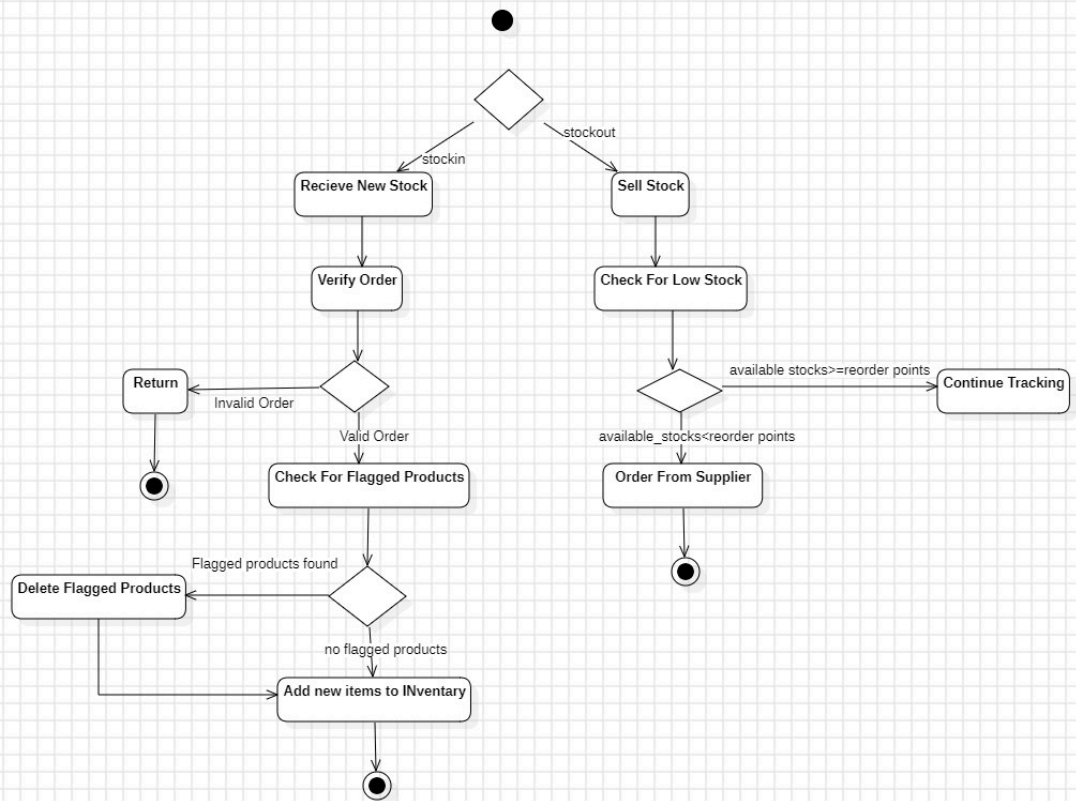 stockout
stockin
Recieve New Stock
Sell Stock
Verify Order
Check For Low Stock
available stocks>=reorder points
Return
Continue Tracking
Invalid Order
Valid Order
available_stocks<reorder points
Check For Flagged Products
Order From Supplier
Flagged products found
Delete Flagged Products
no flagged products
Add new items to INventary